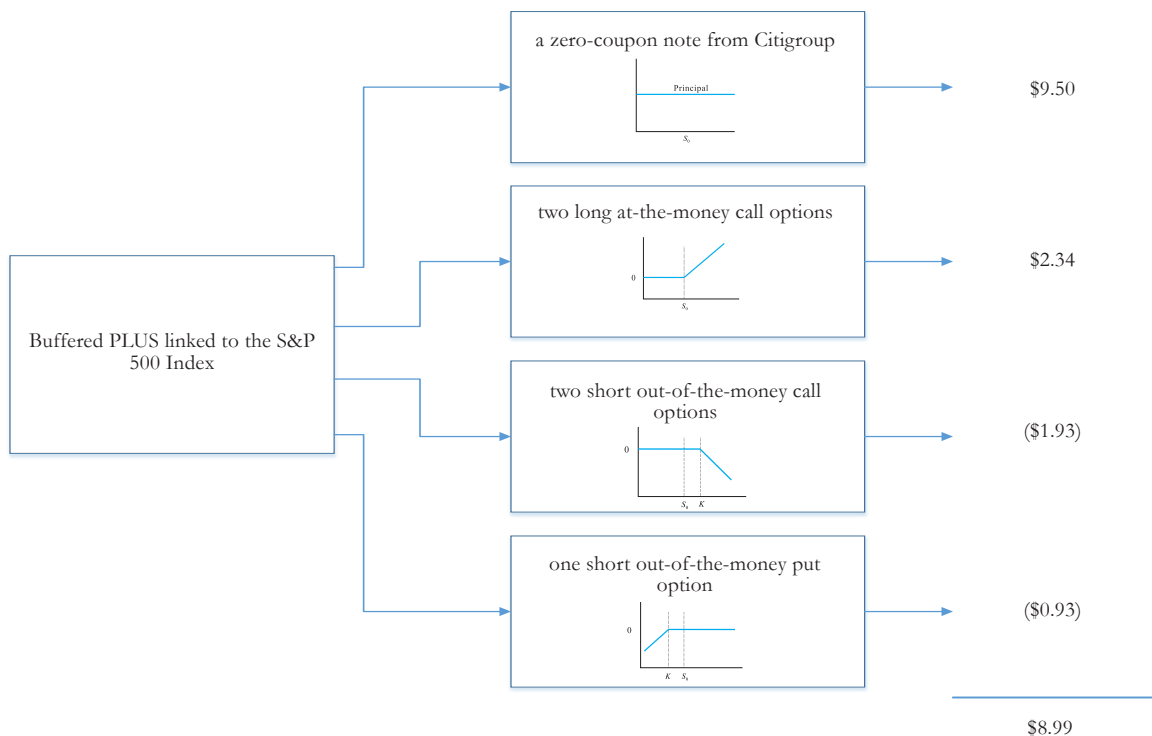 a zero-coupon note from Citigroup
Principal
S₀
$9.50
two long at-the-money call options
0
S₀
$2.34
Buffered PLUS linked to the S&P
500 Index
two short out-of-the-money call
options
0
S₀ K
($1.93)
one short out-of-the-money put
option
0
K S₀
($0.93)
$8.99